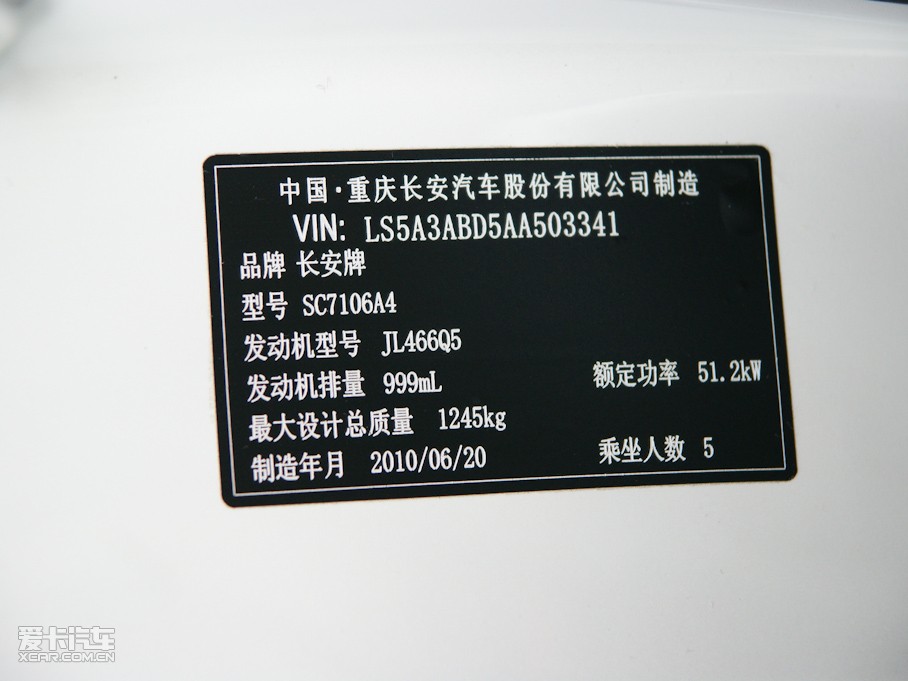 中国·重庆长安汽车股份有限公司制造
VIN: LS5A3ABD5AA503341
品牌 长安牌
型号 SC7106A4
发动机型号 JL466Q5
发动机排量 999mL 额定功率 51.2kW
最大设计总质量 1245kg
制造年月 2010/06/20 乘坐人数 5
爱卡汽车
XCAR.COM.CN